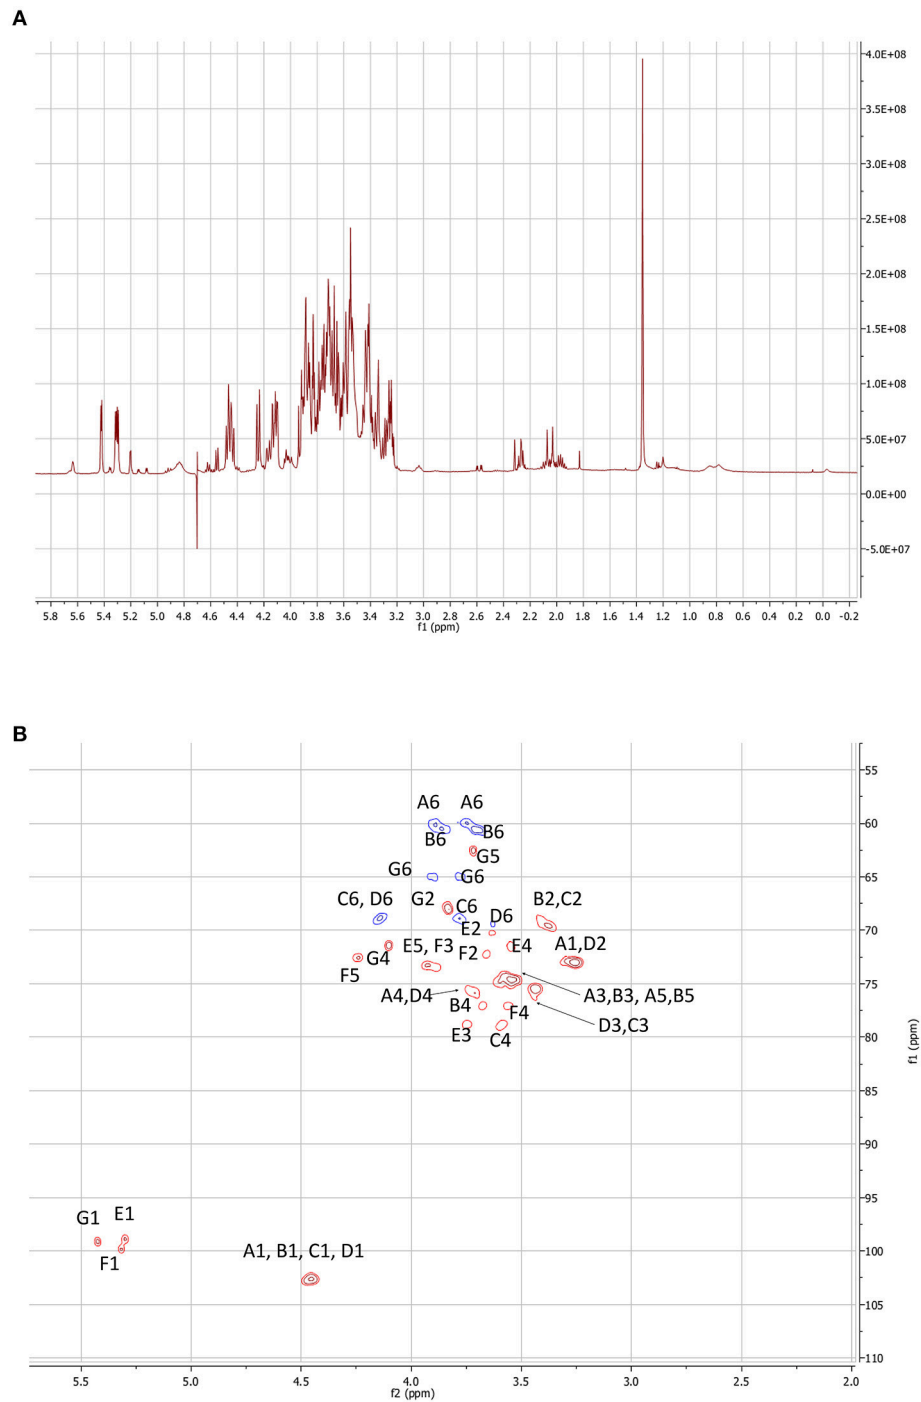 A
4.0E+08
3.5E+08
3.0E+08
2.5E+08
2.0E+08
1.5E+08
1.0E+08
5.0E+07
0.0E+00
-5.0E+07
5.8 5.6 5.4 5.2 5.0 4.8 4.6 4.4 4.2 4.0 3.8 3.6 3.4 3.2 3.0 2.8 2.6 2.4 2.2 2.0 1.8 1.6 1.4 1.2 1.0 0.8 0.6 0.4 0.2 0.0 -0.2
f1 (ppm)
B
55
A6 A6
60
B6 B6
G5
G6 G6
65
C6, D6 G2 C6 D6 B2,C2
E2
70
E5, F3 F2 E4 A1,D2
G4
F5
75
A4,D4 B4 F4 A3,B3, A5,B5
D3,C3
E3 C4
80
85
90
95
G1 E1
F1
100
A1, B1, C1, D1
105
110
f1 (ppm)
5.5 5.0 4.5 4.0 3.5 3.0 2.5 2.0
f2 (ppm)